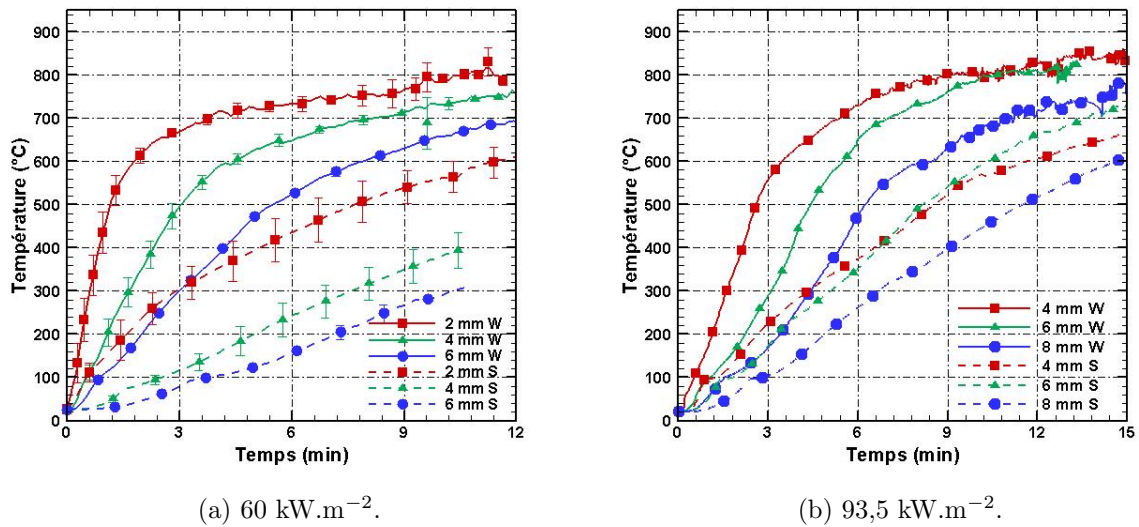 Température (°C)
900
800
700
600
500
400
300
200
100
0
0 3 6 9 12
Temps (min)
2 mm W
4 mm W
6 mm W
2 mm S
4 mm S
6 mm S
(a) 60 kW.m−2.
Température (°C)
900
800
700
600
500
400
300
200
100
0
0 3 6 9 12 15
Temps (min)
4 mm W
6 mm W
8 mm W
4 mm S
6 mm S
8 mm S
(b) 93,5 kW.m−2.